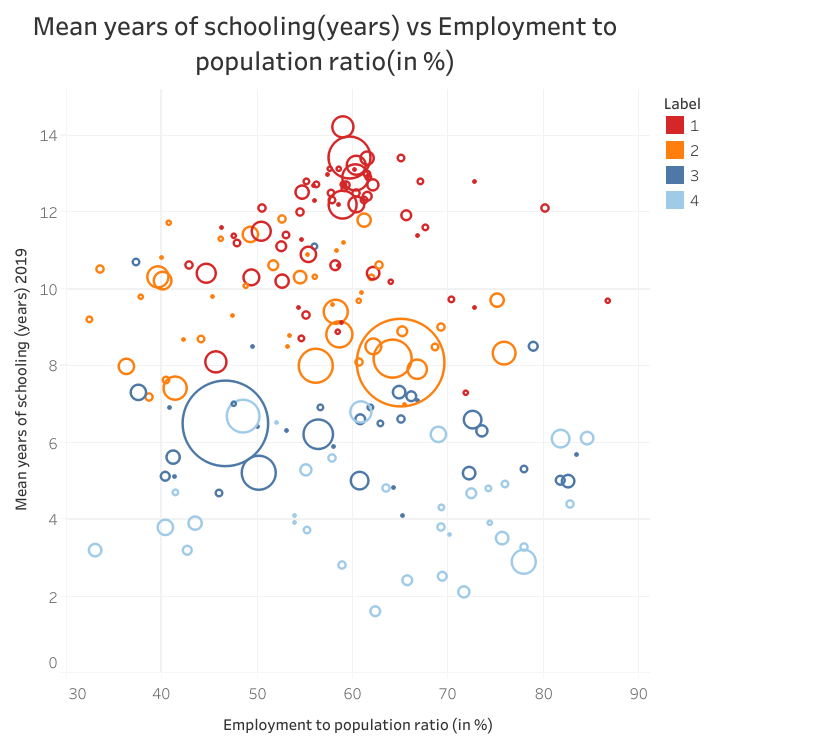 Mean years of schooling(years) vs Employment to
population ratio(in %)
Label
1
2
3
4
Mean years of schooling (years) 2019
14
12
10
8
6
4
2
0
30 40 50 60 70 80 90
Employment to population ratio (in %)